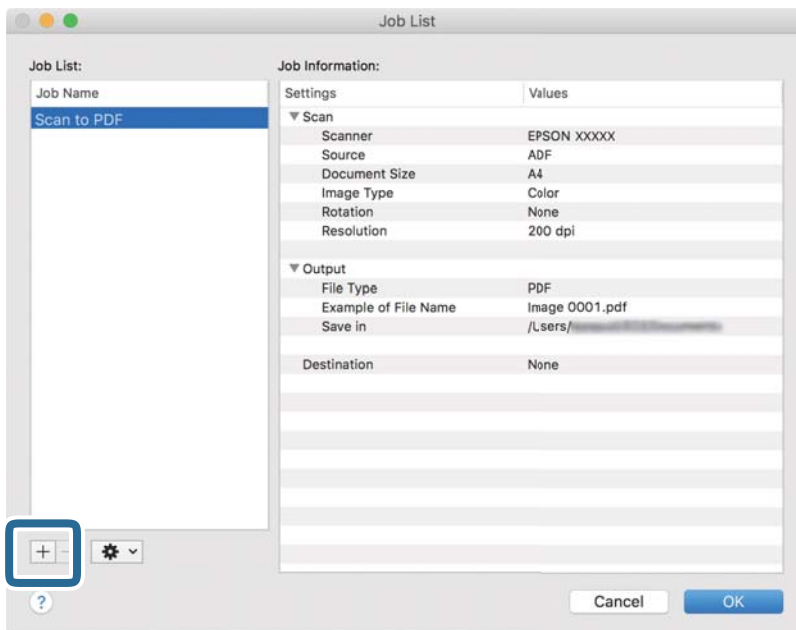 Job List
Job List:
Job Information:
Job Name
Scan to PDF
Settings Values
Scan
Scanner EPSON XXXXX
Source ADF
Document Size A4
Image Type Color
Rotation None
Resolution 200 dpi
Output
File Type PDF
Example of File Name Image 0001.pdf
Save in /Users/
Destination None
+ −
?
Cancel OK